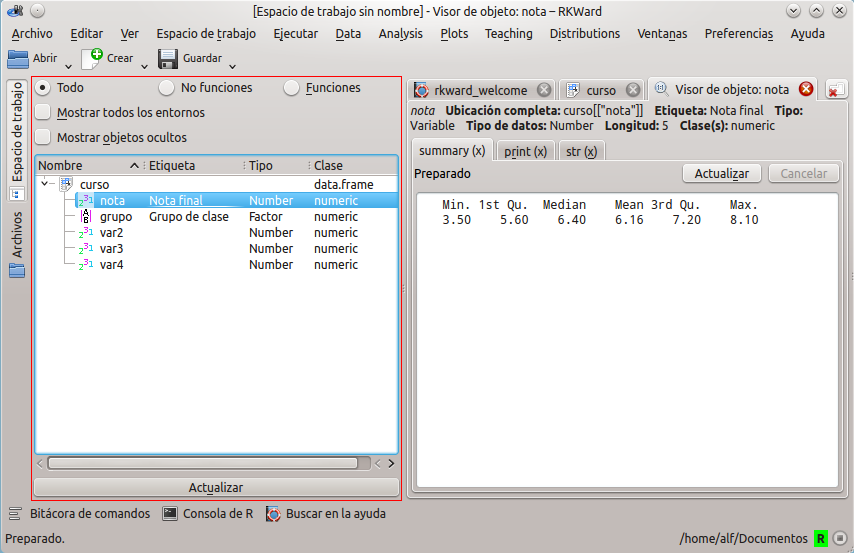 [Espacio de trabajo sin nombre] - Visor de objeto: nota – RKWard
Archivo Editar Ver Espacio de trabajo Ejecutar Data Analysis Plots Teaching Distributions Ventanas Preferencias Ayuda
Abrir Crear Guardar
Espacio de trabajo
Archivos
Todo No funciones Funciones
Mostrar todos los entornos
Mostrar objetos ocultos
Nombre Etiqueta Tipo Clase
curso data.frame
nota Nota final Number numeric
grupo Grupo de clase Factor numeric
var2 Number numeric
var3 Number numeric
var4 Number numeric
Actualizar
rkward_welcome curso Visor de objeto: nota
nota Ubicación completa: curso[["nota"]] Etiqueta: Nota final Tipo:
Variable Tipo de datos: Number Longitud: 5 Clase(s): numeric
summary (x) print (x) str (x)
Preparado Actualizar Cancelar
Min. 1st Qu. Median Mean 3rd Qu. Max.
3.50 5.60 6.40 6.16 7.20 8.10
Bitácora de comandos Consola de R Buscar en la ayuda
Preparado. /home/alf/Documentos R